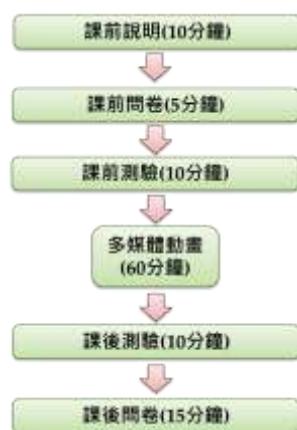 課前說明(10分鐘)
課前問卷(5分鐘)
課前測驗(10分鐘)
多媒體動畫
(60分鐘)
課後測驗(10分鐘)
課後問卷(15分鐘)